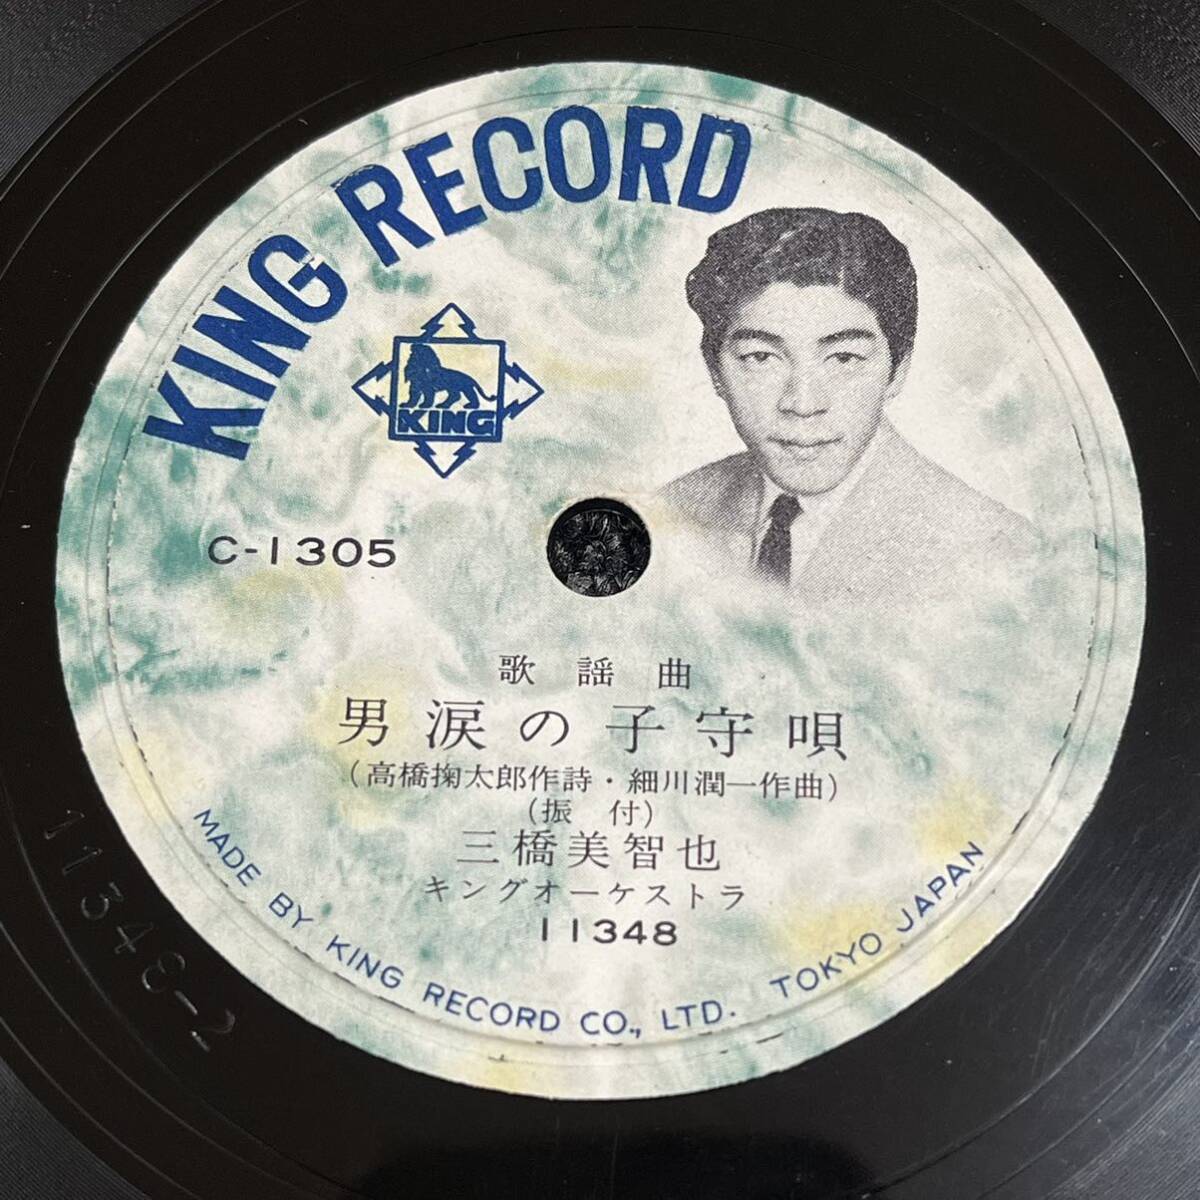 KING RECORD
KING
C-1305
歌謡曲
男涙の子守唄
(高橋掬太郎作詩・細川潤一作曲)
(振付)
三橋美智也
キングオーケストラ
11348
MADE BY KING RECORD CO., LTD. TOKYO JAPAN
11348-2